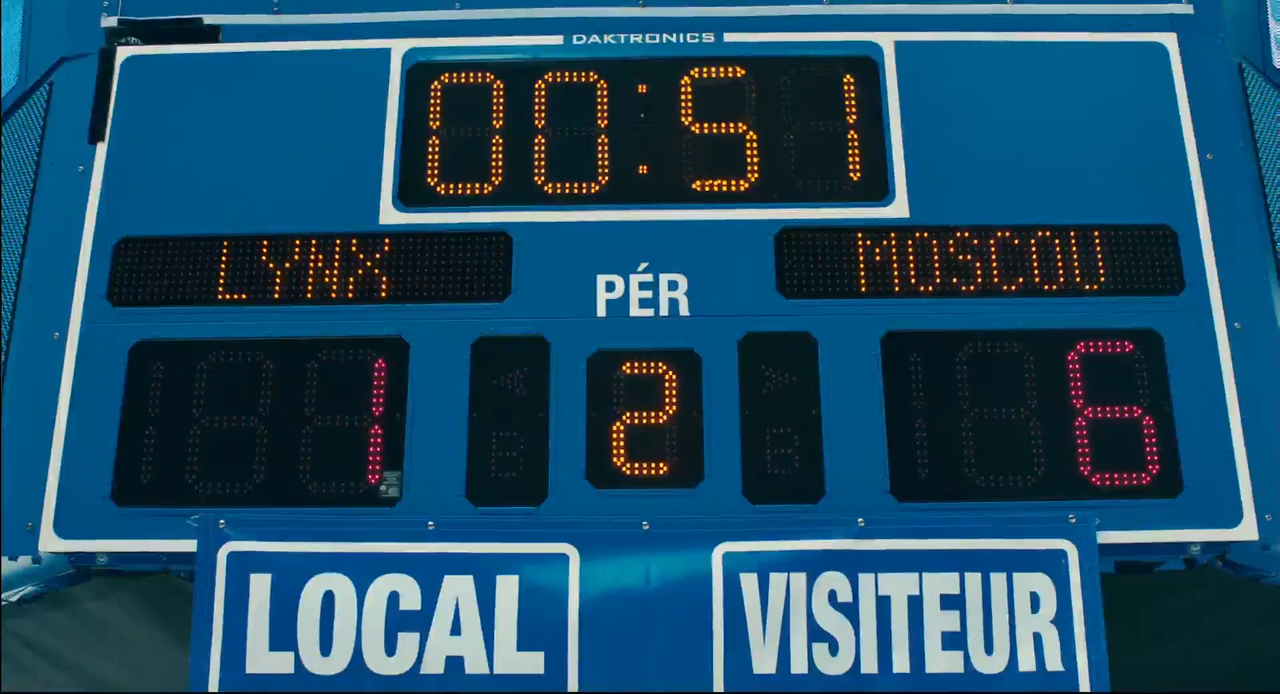 DAKTRONICS
00:51
LYNX
MOSCOU
PÉR
1
2
6
B
B
LOCAL
VISITEUR